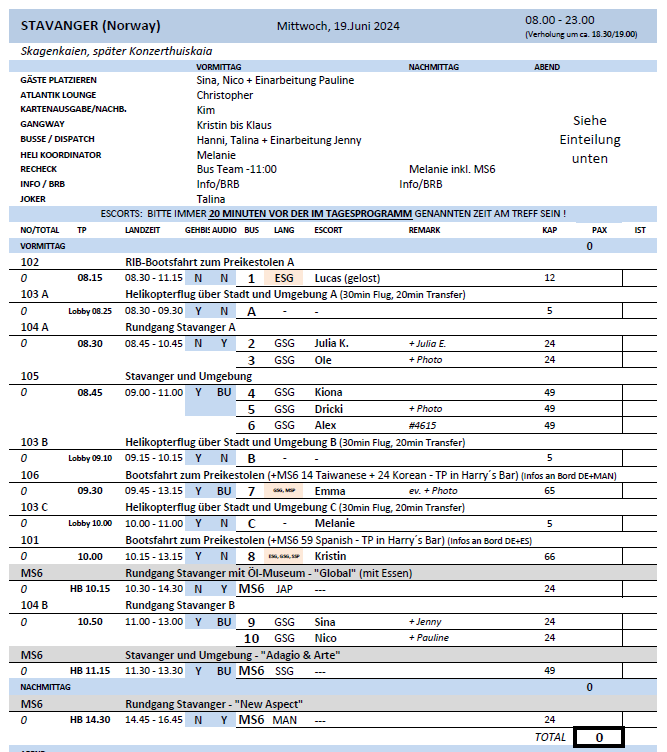 STAVANGER (Norway) Mittwoch, 19.Juni 2024 08.00 - 23.00
(Verholung um ca. 18.30/19.00)
Skagenkaien, später Konzerthuiskaia
VORMITTAG NACHMITTAG ABEND
GÄSTE PLATZIEREN Sina, Nico + Einarbeitung Pauline
ATLANTIK LOUNGE Christopher
KARTENAUSGABE/NACHB. Kim
GANGWAY Kristin bis Klaus
BUSSE / DISPATCH Hanni, Talina + Einarbeitung Jenny
HELI KOORDINATOR Melanie
RECHECK Bus Team -11:00 Melanie inkl. MS6
INFO / BRB Info/BRB Info/BRB
JOKER Talina
Siehe
Einteilung
unten
ESCORTS: BITTE IMMER 20 MINUTEN VOR DER IM TAGESPROGRAMM GENANNTEN ZEIT AM TREFF SEIN !
NO/TOTAL TP LANDZEIT GEHBI AUDIO BUS LANG ESCORT REMARK KAP PAX IST
VORMITTAG 0
102 RIB-Bootsfahrt zum Preikestolen A
0 08.15 08.30 - 11.15 N N 1 ESG Lucas (gelost) 12
103 A Helikopterflug über Stadt und Umgebung A (30min Flug, 20min Transfer)
0 Lobby 08.25 08.30 - 09.30 Y N A - - 5
104 A Rundgang Stavanger A
0 08.30 08.45 - 10.45 N Y 2 GSG Julia K. + Julia E. 24
3 GSG Ole + Photo 24
105 Stavanger und Umgebung
0 08.45 09.00 - 11.00 Y BU 4 GSG Kiona 49
5 GSG Dricki + Photo 49
6 GSG Alex #4615 49
103 B Helikopterflug über Stadt und Umgebung B (30min Flug, 20min Transfer)
0 Lobby 09.10 09.15 - 10.15 Y N B - - 5
106 Bootsfahrt zum Preikestolen (+MS6 14 Taiwanese + 24 Korean - TP in Harry´s Bar) (Infos an Bord DE+MAN)
0 09.30 09.45 - 13.15 Y BU 7 GSG, MSP Emma ev. + Photo 65
103 C Helikopterflug über Stadt und Umgebung C (30min Flug, 20min Transfer)
0 Lobby 10.00 10.00 - 11.00 Y N C - Melanie 5
101 Bootsfahrt zum Preikestolen (+MS6 59 Spanish - TP in Harry´s Bar) (Infos an Bord DE+ES)
0 10.00 10.15 - 13.15 Y N 8 ESG, GSG, SSP Kristin 66
MS6 Rundgang Stavanger mit Öl-Museum - "Global" (mit Essen)
0 HB 10.15 10.30 - 14.30 N Y MS6 JAP --- 24
104 B Rundgang Stavanger B
0 10.50 11.00 - 13.00 Y BU 9 GSG Sina + Jenny 24
10 GSG Nico + Pauline 24
MS6 Stavanger und Umgebung - "Adagio & Arte"
0 HB 11.15 11.30 - 13.30 Y BU MS6 SSG --- 49
NACHMITTAG 0
MS6 Rundgang Stavanger - "New Aspect"
0 HB 14.30 14.45 - 16.45 N Y MS6 MAN --- 24
TOTAL 0